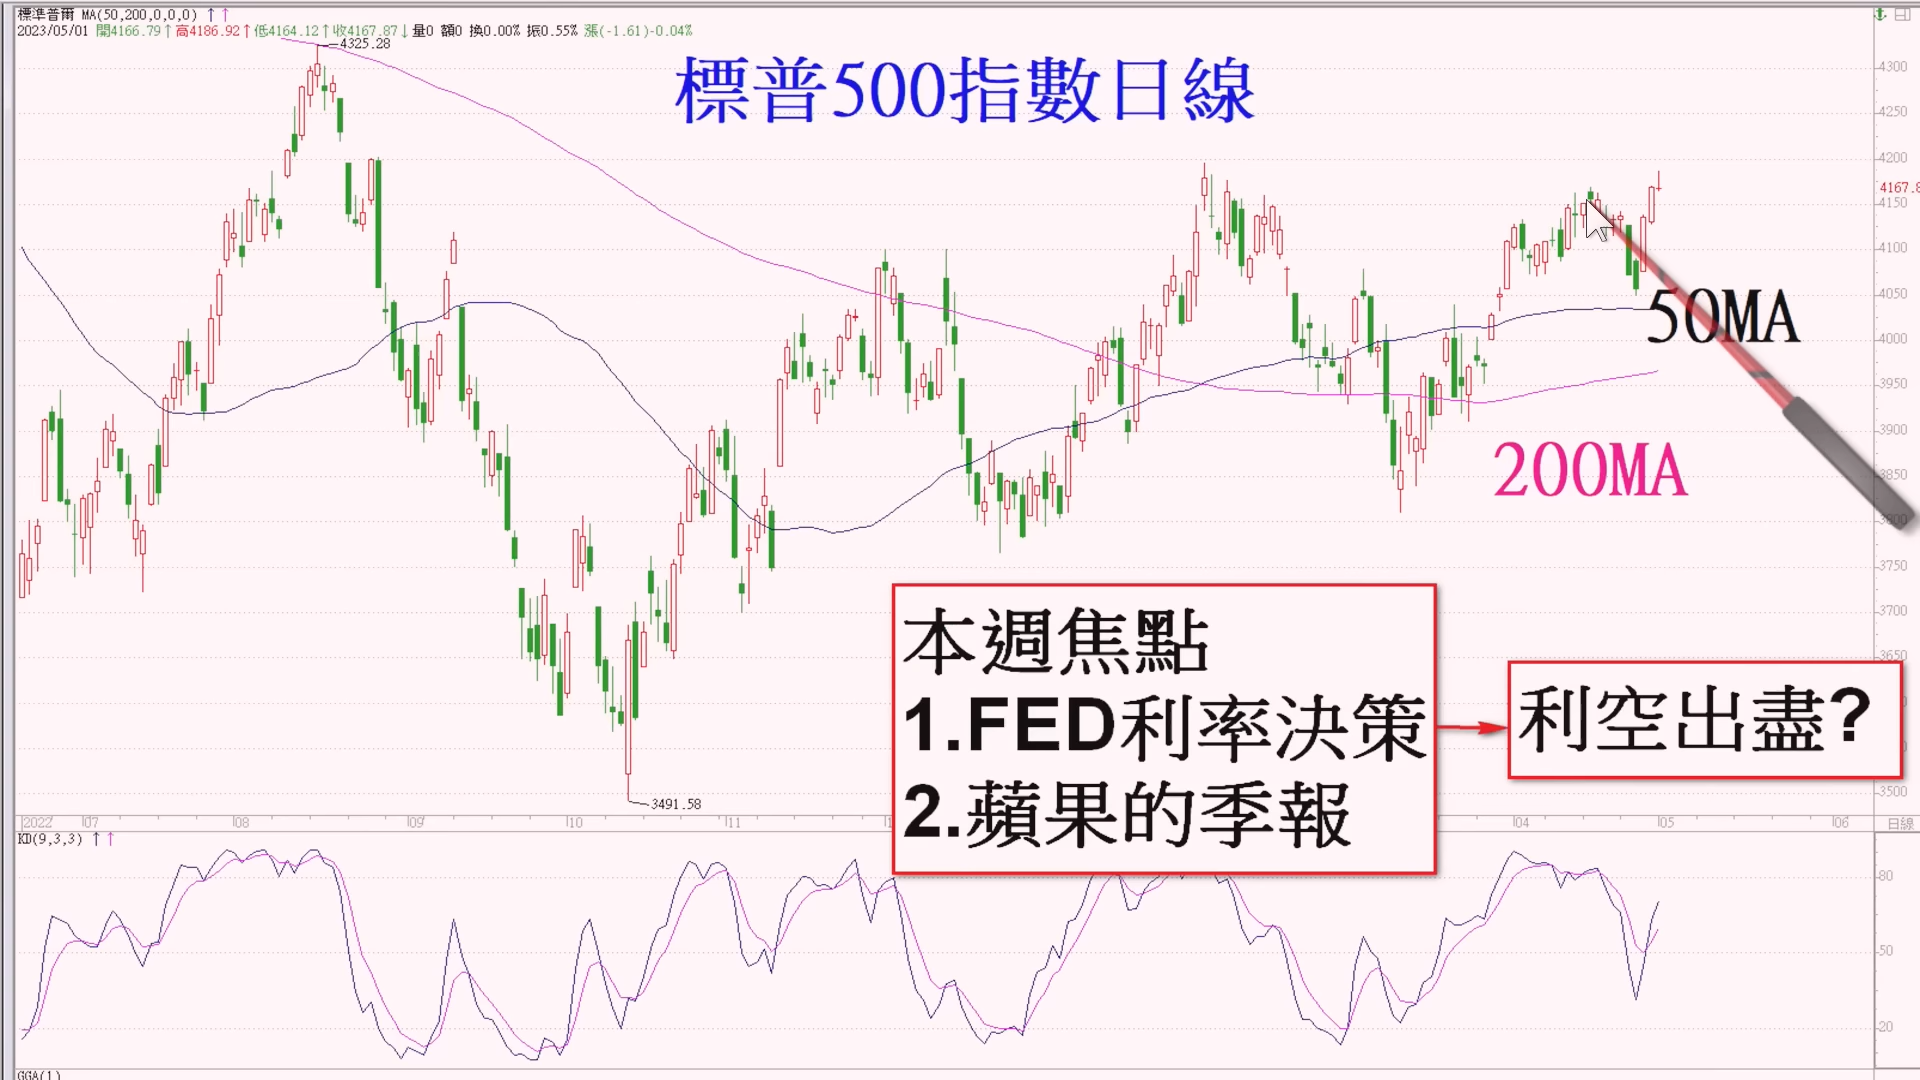 標準普爾 MA(50,200,0,0,0) ↑ ↑
2023/05/01 開4166.79↑ 高4186.92↑ 低4164.12↑ 收4167.87↓ 量0 額0 換0.00% 振0.55% 漲(-1.61)-0.04%
4325.28
標普500指數日線
4300
4250
4200
4167.8
4150
4100
4050
50MA
4000
3950
3900
200MA
3850
3800
3750
3700
本週焦點
3650
1.FED利率決策
利空出盡?
2.蘋果的季報
3500
3491.58
2022 07 08 09 10 11 04 05 06 日線
KD(9,3,3) ↑ ↑
80
50
20
GGA(1)